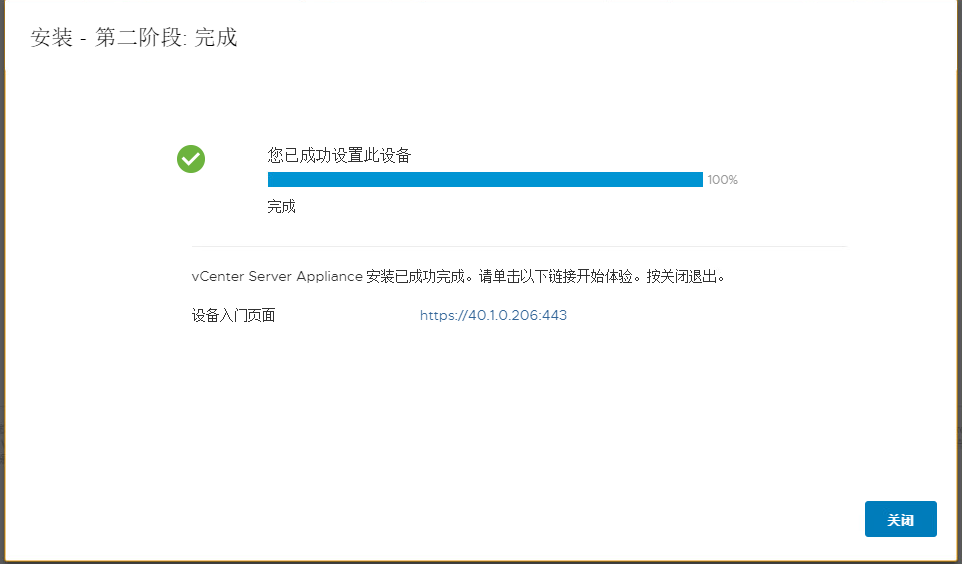 安装 - 第二阶段: 完成
您已成功设置此设备
100%
完成
vCenter Server Appliance 安装已成功完成。请单击以下链接开始体验。按关闭退出。
设备入门页面 https://40.1.0.206:443
关闭